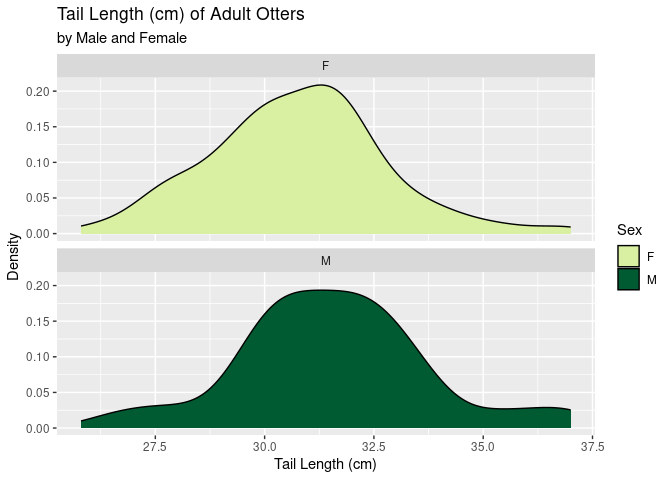 Tail Length (cm) of Adult Otters
by Male and Female
F
0.20
0.15
0.10
0.05
0.00
M
0.20
0.15
0.10
0.05
0.00
Density
27.5 30.0 32.5 35.0 37.5
Tail Length (cm)
Sex
F
M